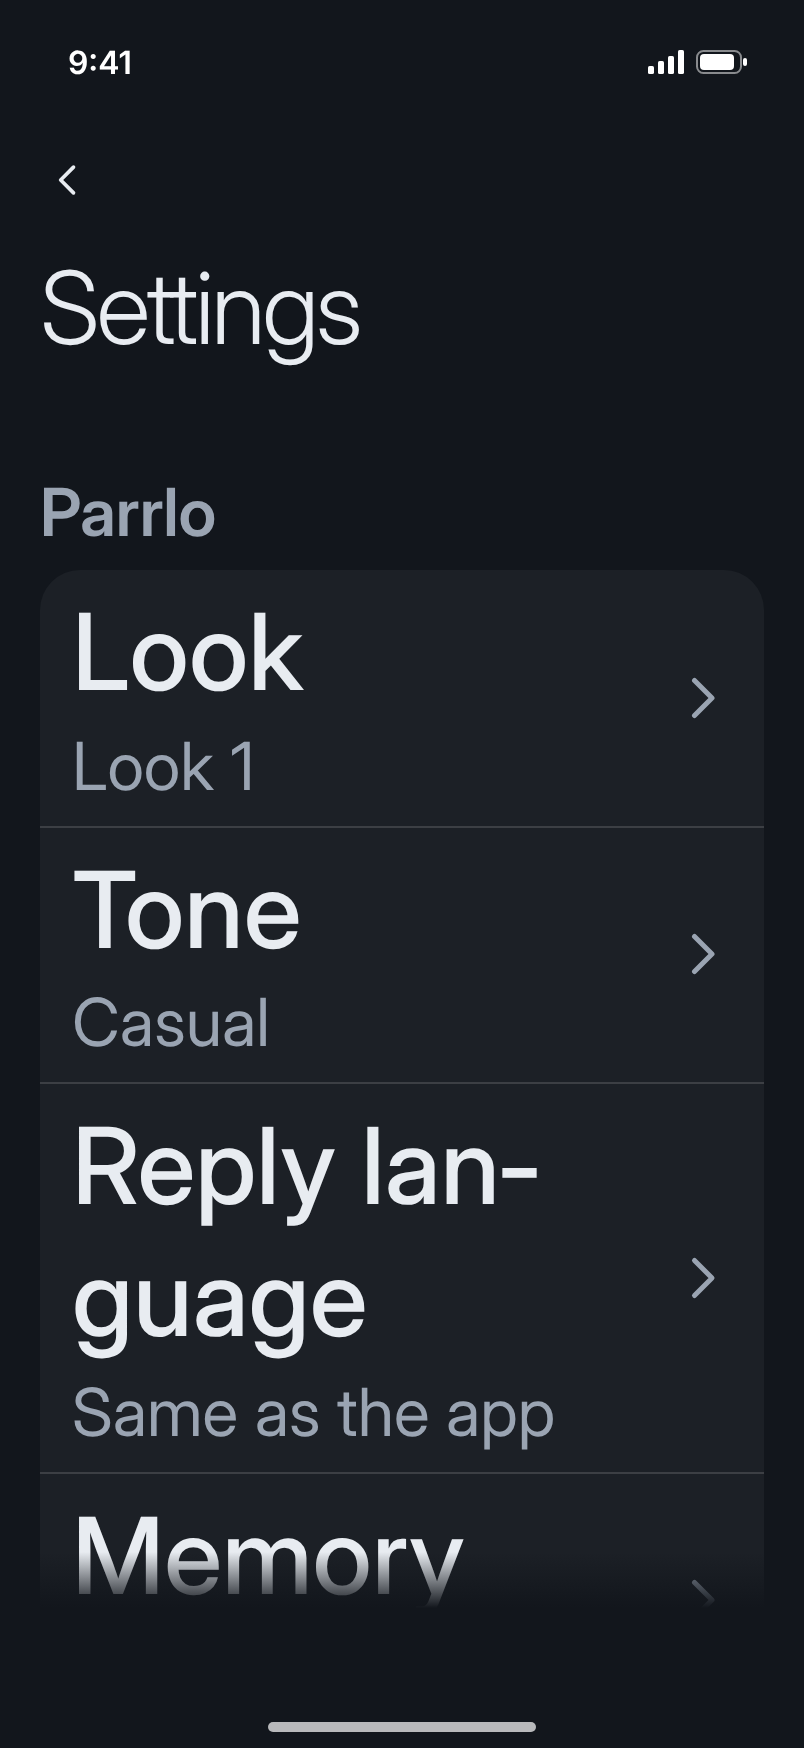 9:41
Settings
Parrlo
Look
Look 1
Tone
Casual
Reply lan-
guage
Same as the app
Memory